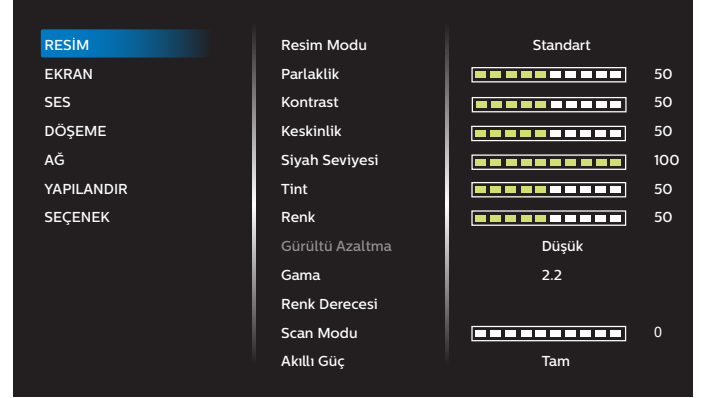 RESİM
EKRAN
SES
DÖŞEME
AĞ
YAPILANDIR
SEÇENEK
Resim Modu Standart
Parlaklik 50
Kontrast 50
Keskinlik 50
Siyah Seviyesi 100
Tint 50
Renk 50
Gürültü Azaltma Düşük
Gama 2.2
Renk Derecesi
Scan Modu 0
Akıllı Güç Tam